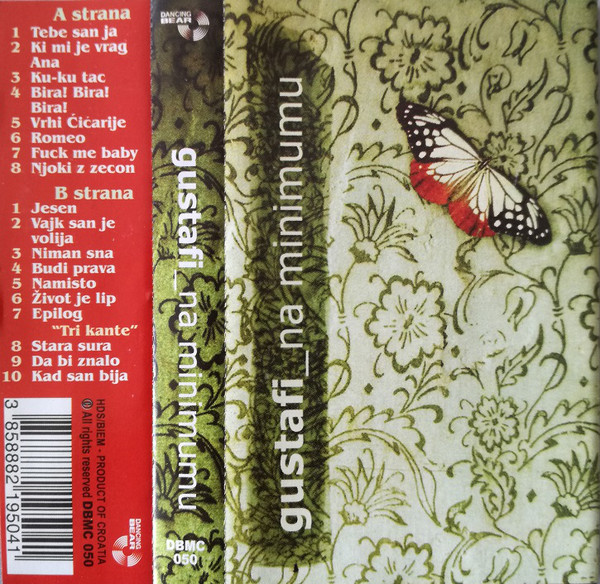 A strana
1 Tebe san ja
2 Ki mi je vrag
Ana
3 Ku-ku tac
4 Bira! Bira!
Bira!
5 Vrhi Ćićarije
6 Romeo
7 Fuck me baby
8 Njoki z zecon
B strana
1 Jesen
2 Vajk san je
volija
3 Niman sna
4 Budi prava
5 Namisto
6 Život je lip
7 Epilog
"Tri kante"
8 Stara sura
9 Da bi znalo
10 Kad san bija
3 858882 195041
HDS/BIEM - PRODUCT OF CROATIA
℗ All rights reserved DBMC 050
DANCING
BEAR
DANCING
BEAR
gustafi_na minimumu
DBMC
050
gustafi_na minimumu